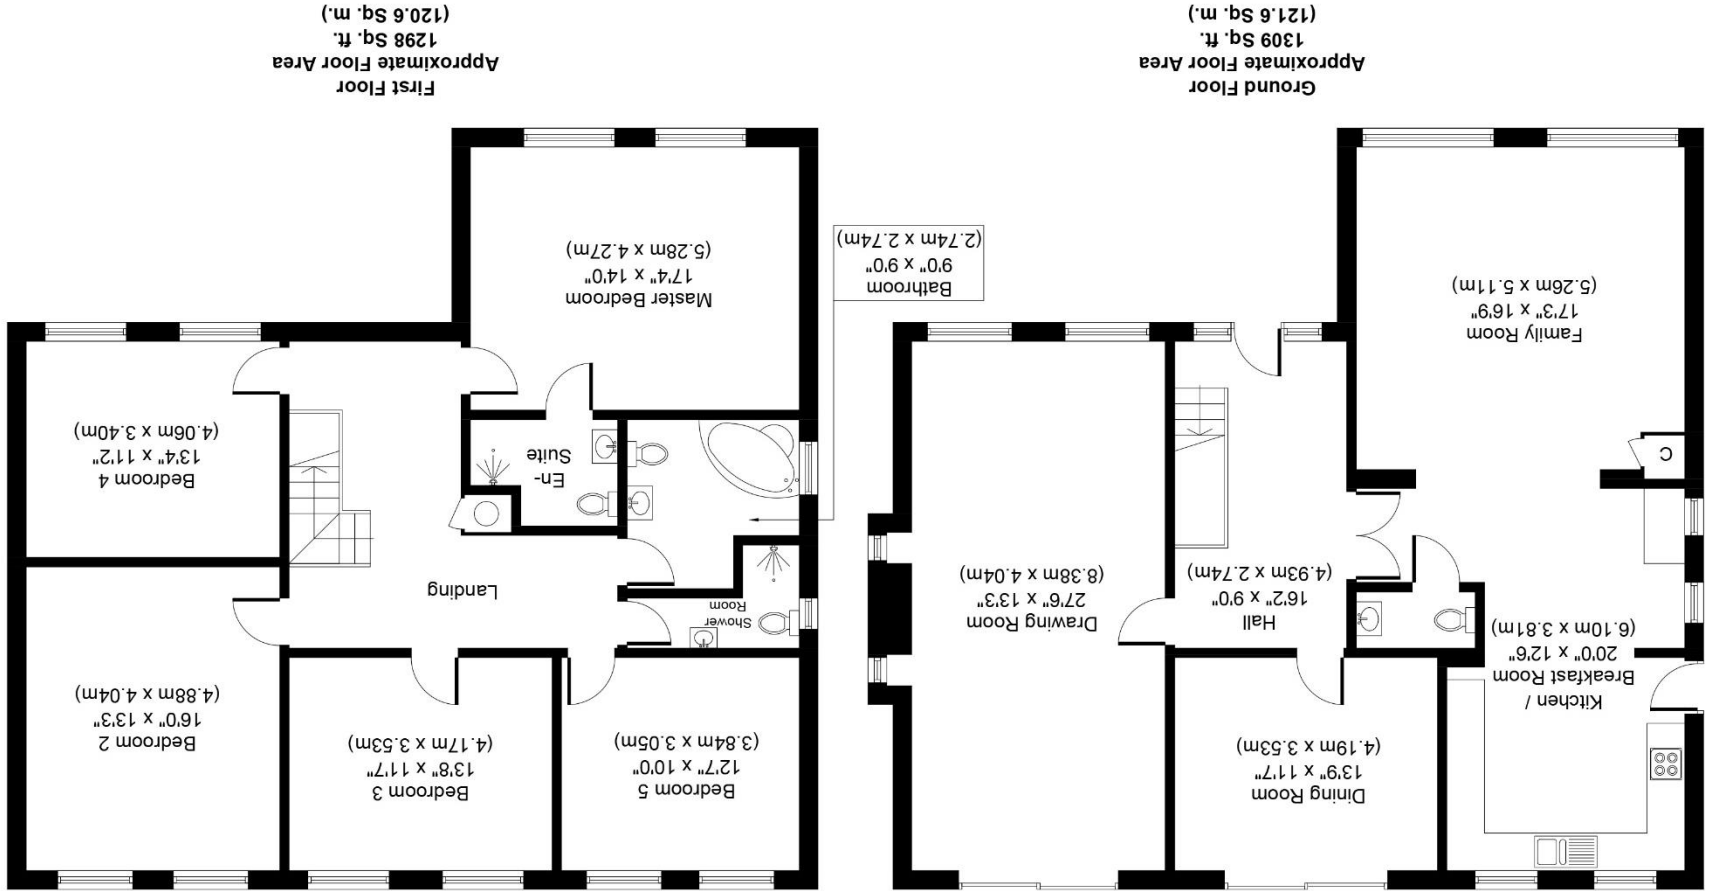 Kitchen /
Breakfast Room
20'0" x 12'6"
(6.10m x 3.81m)
Dining Room
13'9" x 11'7"
(4.19m x 3.53m)
Hall
16'2" x 9'0"
(4.93m x 2.74m)
Drawing Room
27'6" x 13'3"
(8.38m x 4.04m)
C
Family Room
17'3" x 16'9
(5.26m x 5.11m)
Ground Floor
Approximate Floor Area
1309 Sq. ft.
(121.6 Sq. m.)
Bedroom 5
12'7" x 10'0"
(3.84m x 3.05m)
Bedroom 3
13'8" x 11'7"
(4.17m x 3.53m)
Bedroom 2
16'0" x 13'3"
(4.88m x 4.04m)
Shower
Room
Landing
En-
Suite
Bedroom 4
13'4" x 11'2"
(4.06m x 3.40m)
Bathroom
9'0" x 9'0"
(2.74m x 2.74m)
Master Bedroom
17'4" x 14'0"
(5.28m x 4.27m)
First Floor
Approximate Floor Area
1298 Sq. ft.
(120.6 Sq. m.)